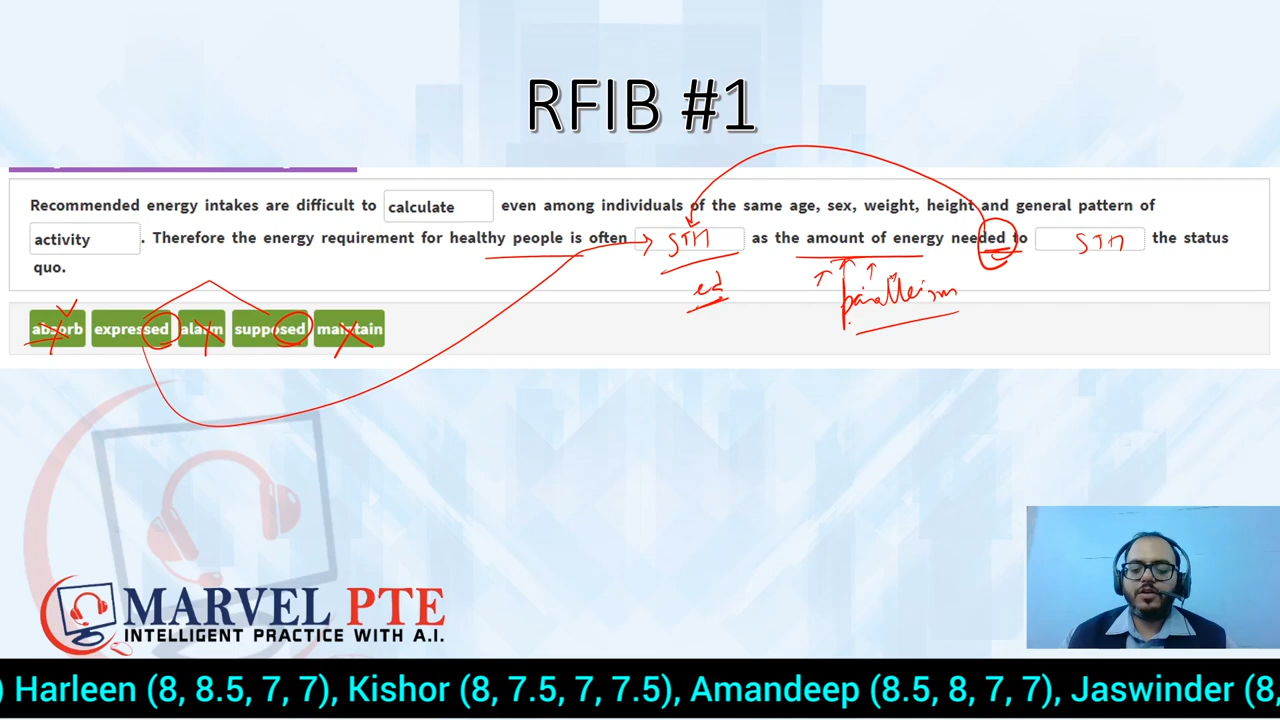 RFIB #1
Recommended energy intakes are difficult to calculate even among individuals of the same age, sex, weight, height and general pattern of
activity . Therefore the energy requirement for healthy people is often STM as the amount of energy needed to STM the status
quo.
ed
parallelism
absorb expressed alarm supposed maintain
MARVEL PTE
INTELLIGENT PRACTICE WITH A.I.
) Harleen (8, 8.5, 7, 7), Kishor (8, 7.5, 7, 7.5), Amandeep (8.5, 8, 7, 7), Jaswinder (8,